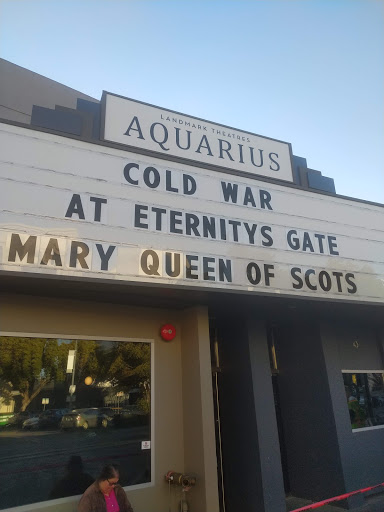 LANDMARK THEATRES
AQUARIUS
COLD WAR
AT ETERNITYS GATE
MARY QUEEN OF SCOTS